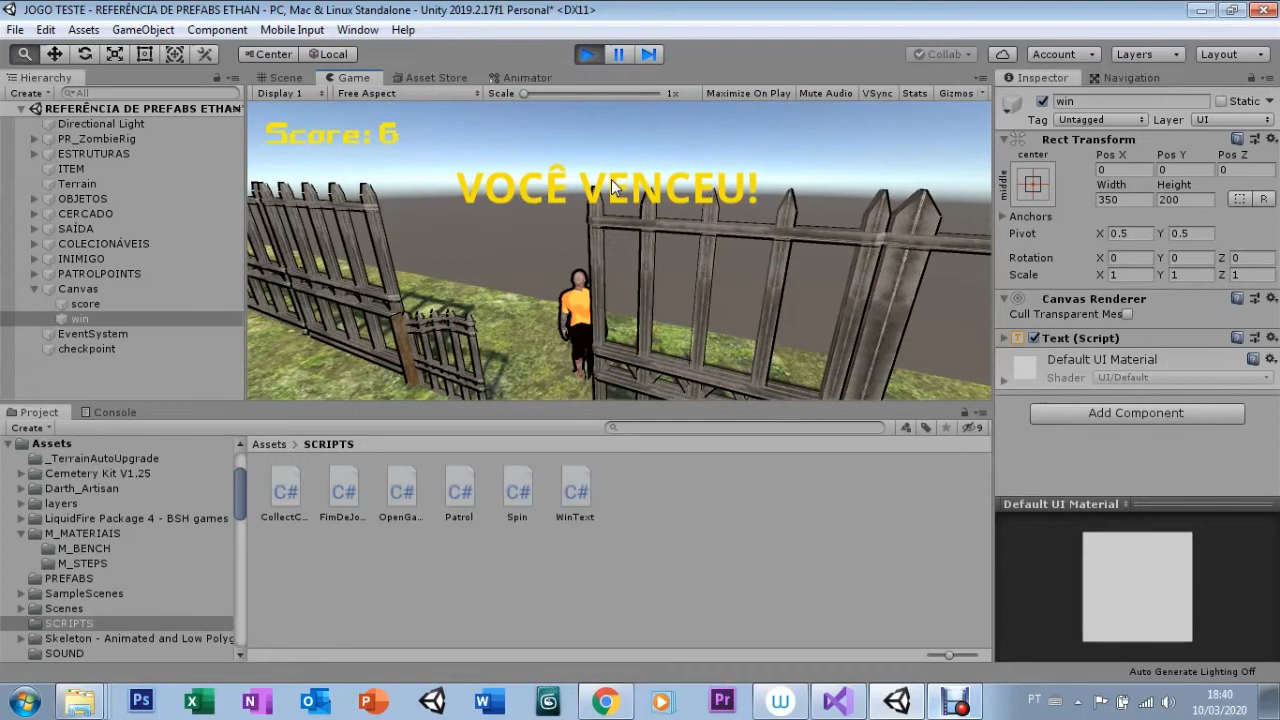 JOGO TESTE - REFERÊNCIA DE PREFABS ETHAN - PC, Mac & Linux Standalone - Unity 2019.2.17f1 Personal* <DX11>
File Edit Assets GameObject Component Mobile Input Window Help
Center Local Collab Account Layers Layout
Hierarchy Scene Game Asset Store Animator Inspector Navigation
Create All Display 1 Free Aspect Scale 1x Maximize On Play Mute Audio VSync Stats Gizmos win Static
REFERÊNCIA DE PREFABS ETHAN*
Directional Light
PR_ZombieRig
ESTRUTURAS
ITEM
Terrain
OBJETOS
CERCADO
SAÍDA
COLECIONÁVEIS
INIMIGO
PATROLPOINTS
Canvas
score
win
EventSystem
checkpoint
Score: 6
VOCÊ VENCEU!
Tag Untagged Layer UI
Rect Transform
center
middle
Pos X Pos Y Pos Z
0 0 0
Width Height
350 200
R
Anchors
Pivot X 0.5 Y 0.5
Rotation X 0 Y 0 Z 0
Scale X 1 Y 1 Z 1
Canvas Renderer
Cull Transparent Mes
Text (Script)
Default UI Material
Shader UI/Default
Add Component
Default UI Material
Project Console
Create 9
Assets
_TerrainAutoUpgrade
Cemetery Kit V1.25
Darth_Artisan
layers
LiquidFire Package 4 - BSH games
M_MATERIAIS
M_BENCH
M_STEPS
PREFABS
SampleScenes
Scenes
SCRIPTS
Skeleton - Animated and Low Polyg
SOUND
Assets > SCRIPTS
C# C# C# C# C# C#
CollectC... FimDeJo... OpenGa... Patrol Spin WinText
Auto Generate Lighting Off
Ps N W Pr W
PT 18:40
10/03/2020